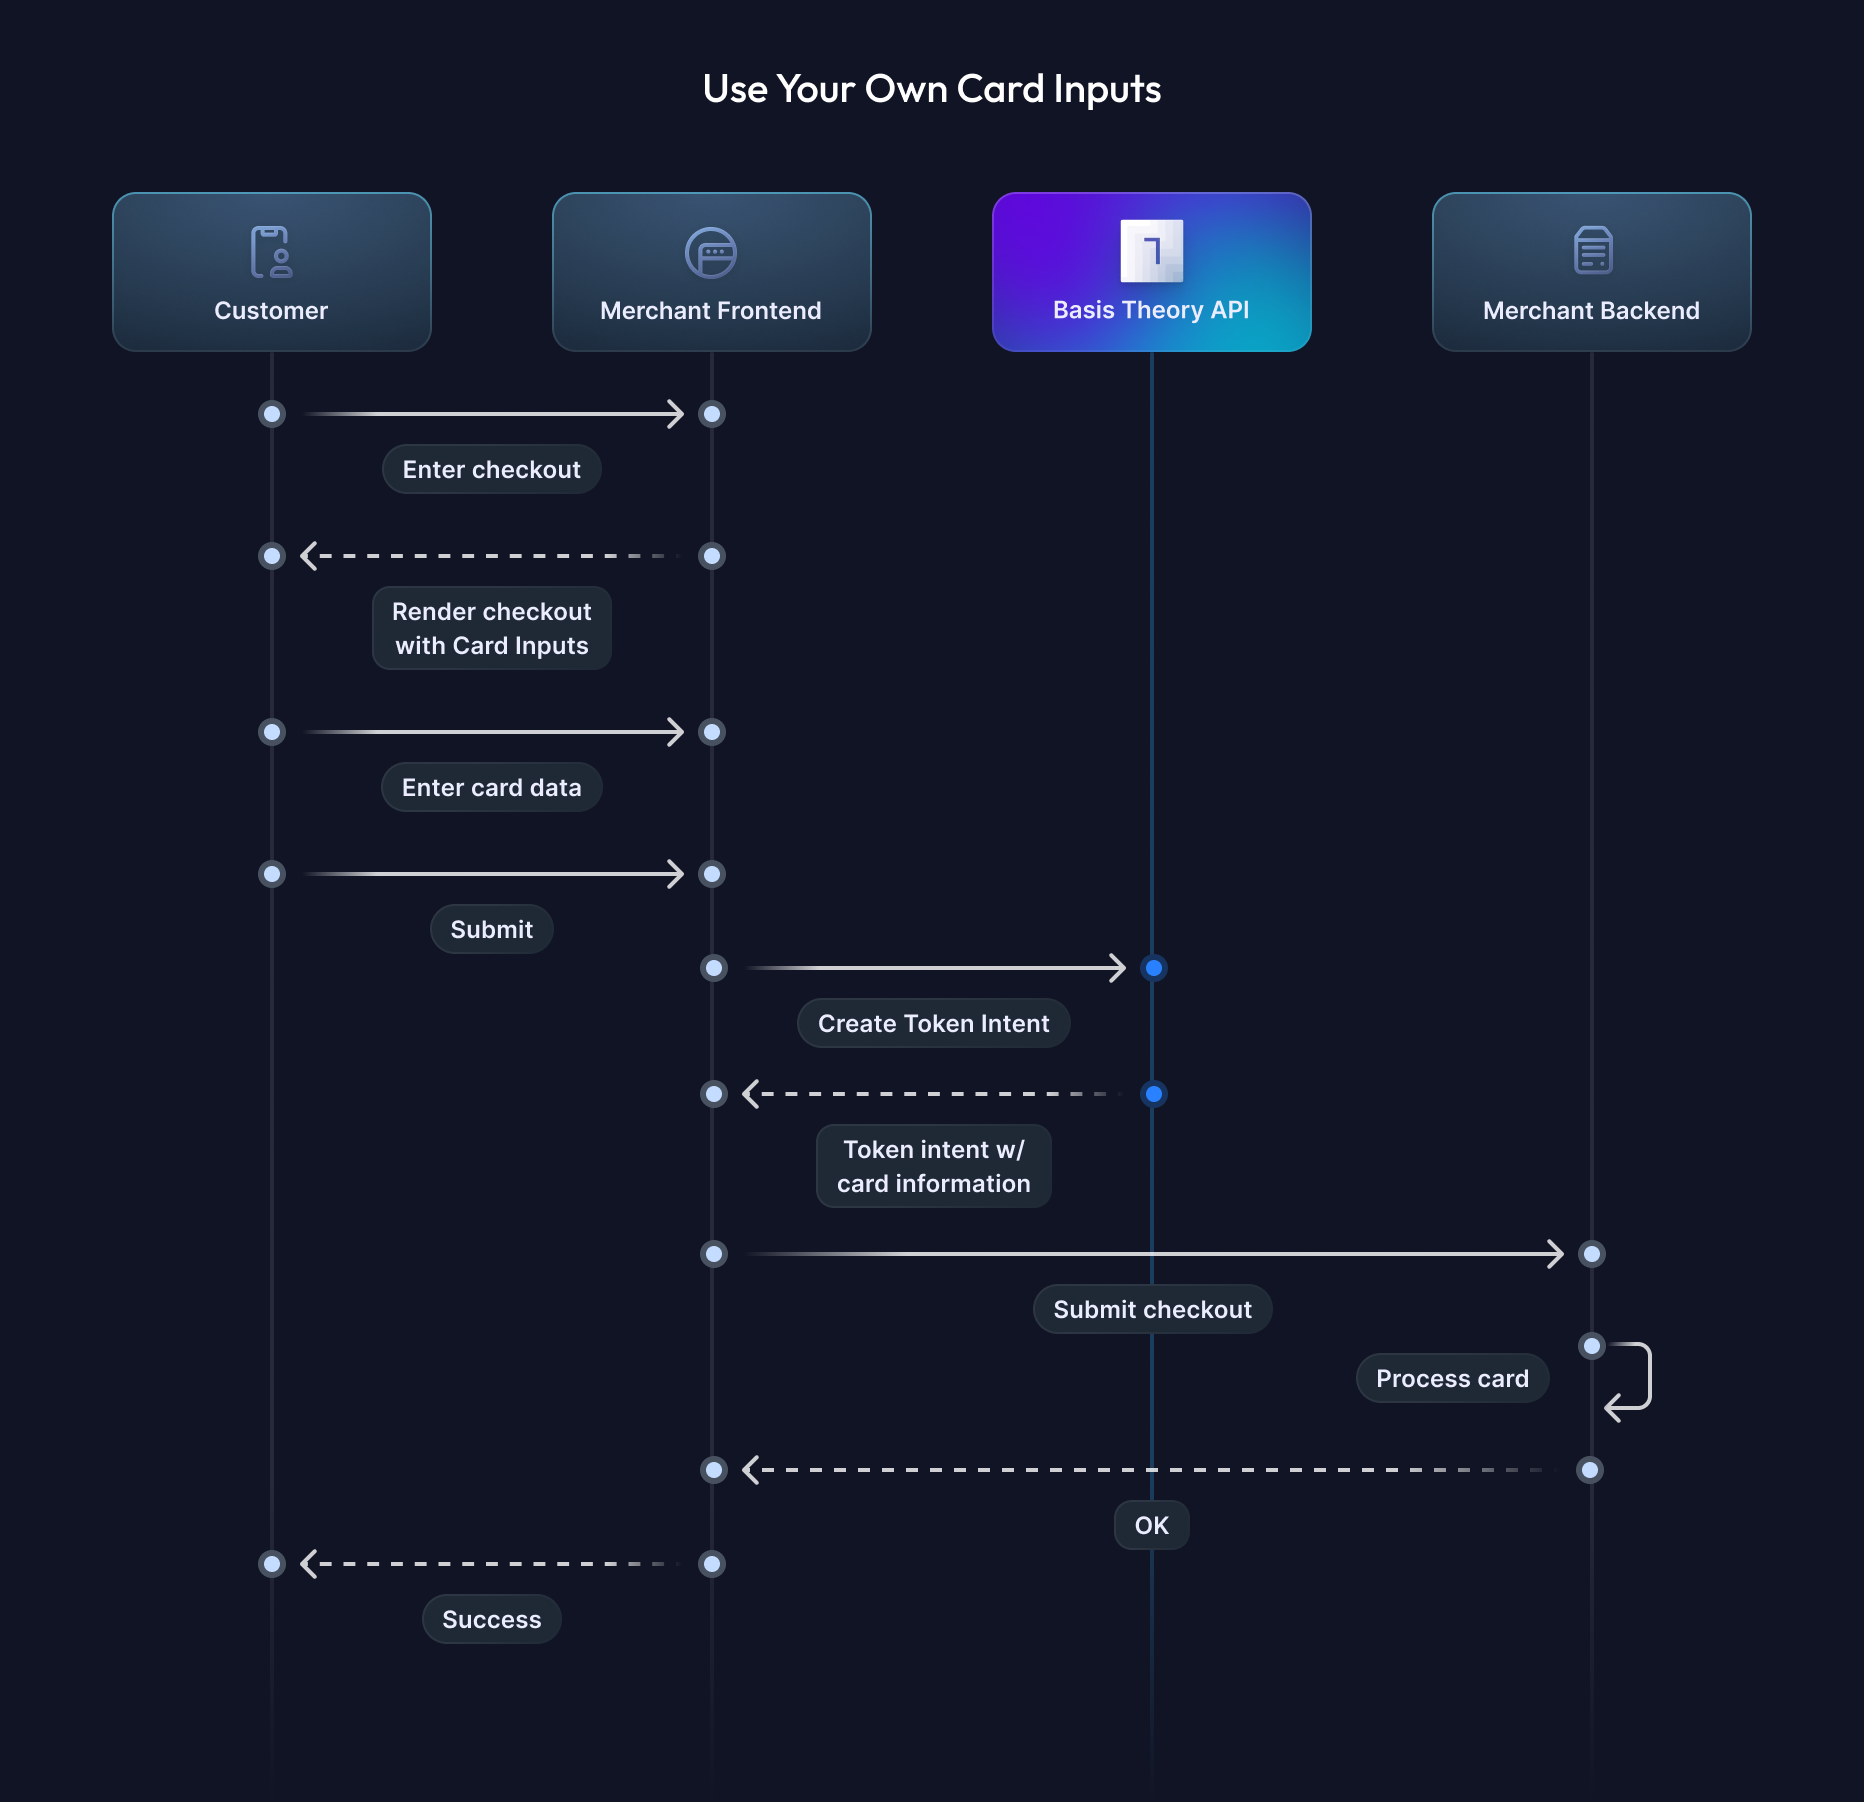 Use Your Own Card Inputs
Customer
Merchant Frontend
Basis Theory API
Merchant Backend
Enter checkout
Render checkout
with Card Inputs
Enter card data
Submit
Create Token Intent
Token intent w/
card information
Submit checkout
Process card
OK
Success